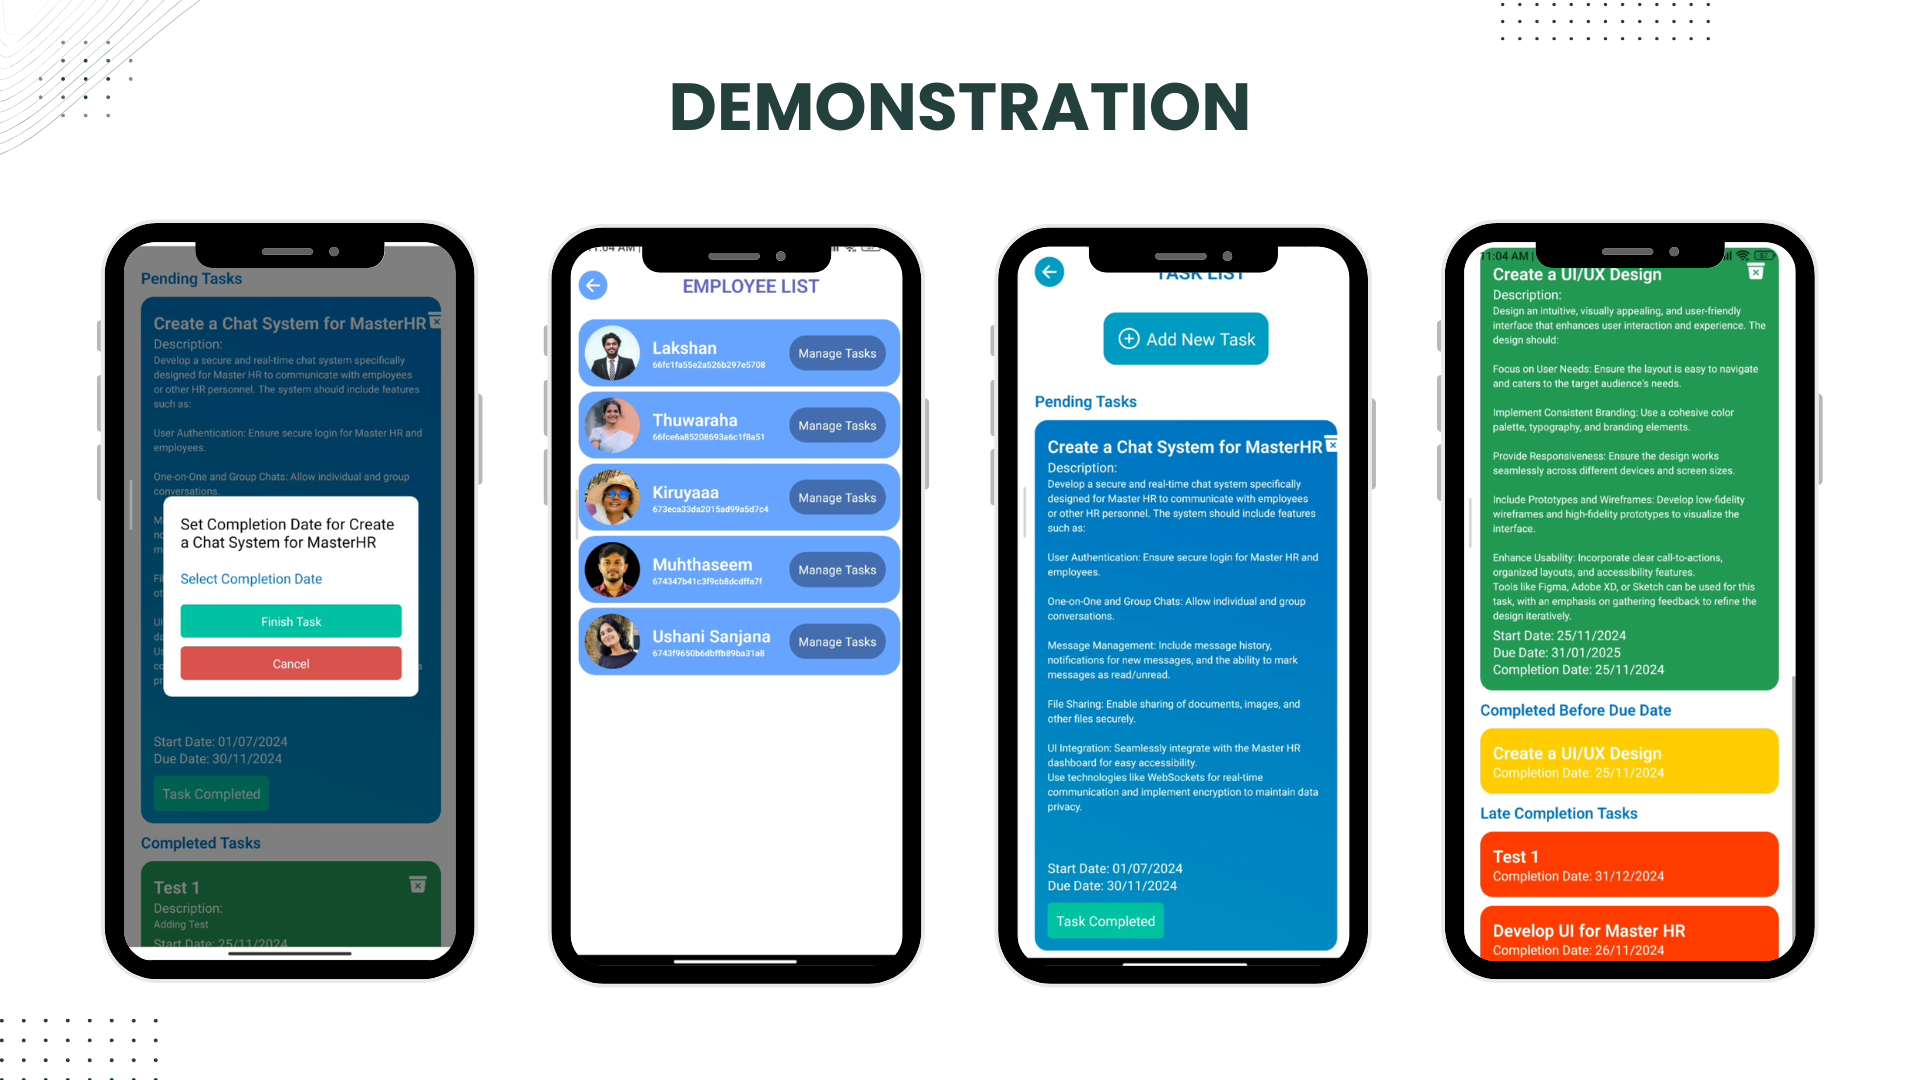 DEMONSTRATION
Pending Tasks
Create a Chat System for MasterHR
Description:
Develop a secure and real-time chat system specifically
designed for Master HR to communicate with employees
or other HR personnel. The system should include features
such as:
User Authentication: Ensure secure login for Master HR and
employees.
One-on-One and Group Chats: Allow individual and group
conversations.
Set Completion Date for Create
a Chat System for MasterHR
Select Completion Date
Finish Task
Cancel
Start Date: 01/07/2024
Due Date: 30/11/2024
Task Completed
Completed Tasks
Test 1
Description:
Adding Test
Start Date: 25/11/2024
11:04 AM
EMPLOYEE LIST
Lakshan
66fc1fa55e2a526b297e5708
Manage Tasks
Thuwaraha
66fce6a85208693a6c1f8a51
Manage Tasks
Kiruyaaa
673eca33da2015ad99a5d7c4
Manage Tasks
Muhthaseem
674347b41c3f9cb8dcdffa7f
Manage Tasks
Ushani Sanjana
6743f9650b6dbffb89ba31a8
Manage Tasks
TASK LIST
Add New Task
Pending Tasks
Create a Chat System for MasterHR
Description:
Develop a secure and real-time chat system specifically
designed for Master HR to communicate with employees
or other HR personnel. The system should include features
such as:
User Authentication: Ensure secure login for Master HR and
employees.
One-on-One and Group Chats: Allow individual and group
conversations.
Message Management: Include message history,
notifications for new messages, and the ability to mark
messages as read/unread.
File Sharing: Enable sharing of documents, images, and
other files securely.
UI Integration: Seamlessly integrate with the Master HR
dashboard for easy accessibility.
Use technologies like WebSockets for real-time
communication and implement encryption to maintain data
privacy.
Start Date: 01/07/2024
Due Date: 30/11/2024
Task Completed
11:04 AM
Create a UI/UX Design
Description:
Design an intuitive, visually appealing, and user-friendly
interface that enhances user interaction and experience. The
design should:
Focus on User Needs: Ensure the layout is easy to navigate
and caters to the target audience's needs.
Implement Consistent Branding: Use a cohesive color
palette, typography, and branding elements.
Provide Responsiveness: Ensure the design works
seamlessly across different devices and screen sizes.
Include Prototypes and Wireframes: Develop low-fidelity
wireframes and high-fidelity prototypes to visualize the
interface.
Enhance Usability: Incorporate clear call-to-actions,
organized layouts, and accessibility features.
Tools like Figma, Adobe XD, or Sketch can be used for this
task, with an emphasis on gathering feedback to refine the
design iteratively.
Start Date: 25/11/2024
Due Date: 31/01/2025
Completion Date: 25/11/2024
Completed Before Due Date
Create a UI/UX Design
Completion Date: 25/11/2024
Late Completion Tasks
Test 1
Completion Date: 31/12/2024
Develop UI for Master HR
Completion Date: 26/11/2024